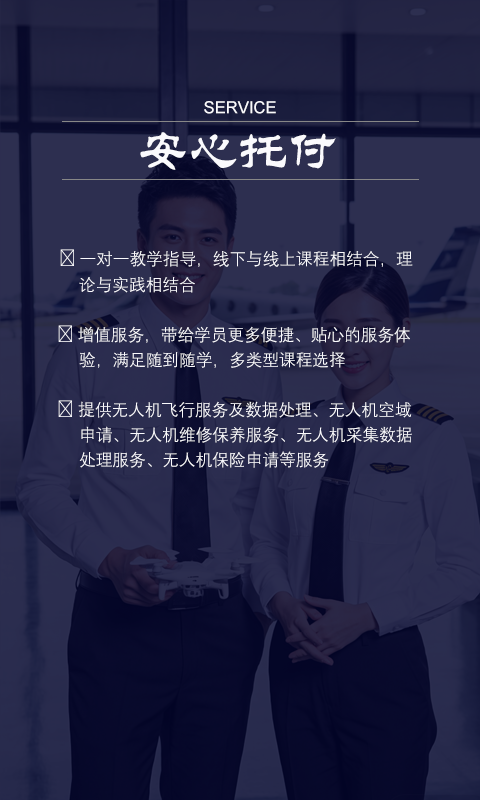 SERVICE
安心托付
一对一教学指导，线下与线上课程相结合，理
论与实践相结合
增值服务，带给学员更多便捷、贴心的服务体
验，满足随到随学，多类型课程选择
提供无人机飞行服务及数据处理、无人机空域
申请、无人机维修保养服务、无人机采集数据
处理服务、无人机保险申请等服务